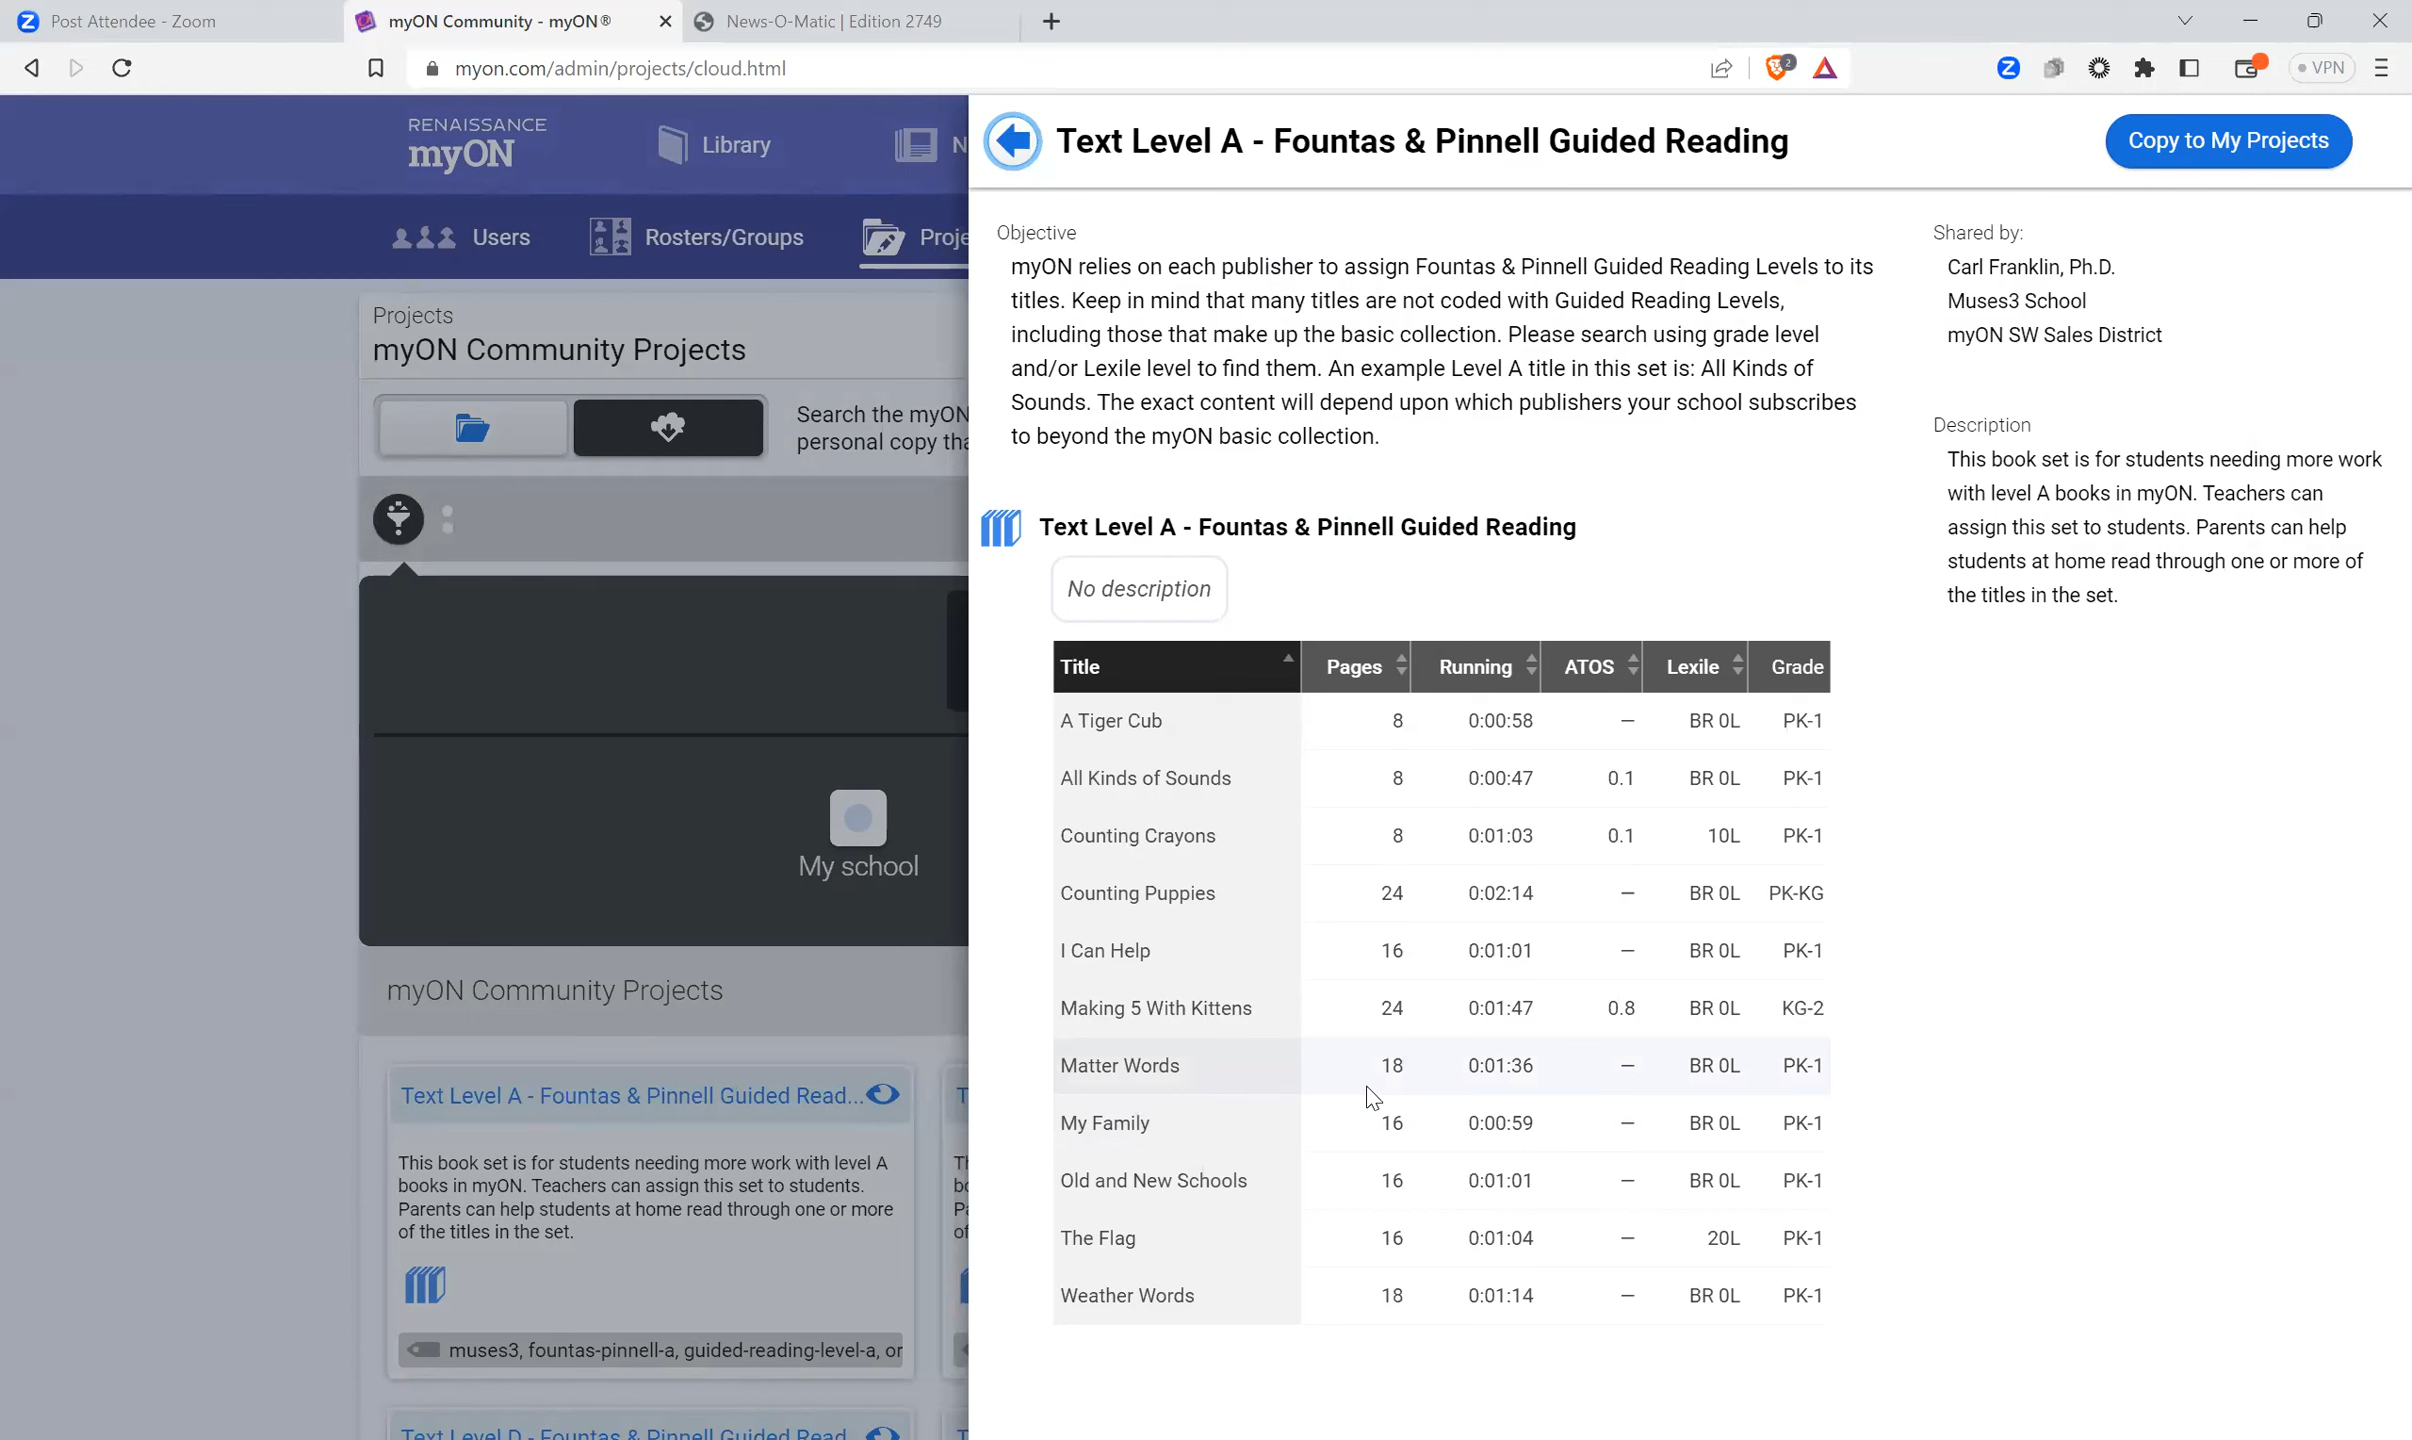 Post Attendee - Zoom
myON Community - myON®
News-O-Matic | Edition 2749
myon.com/admin/projects/cloud.html
2
VPN
RENAISSANCE
myON
Library
N
Users
Rosters/Groups
Proje
Projects
myON Community Projects
Search the myON
personal copy tha
My school
myON Community Projects
Text Level A - Fountas & Pinnell Guided Read...
T
This book set is for students needing more work with level A
books in myON. Teachers can assign this set to students.
Parents can help students at home read through one or more
of the titles in the set.
muses3, fountas-pinnell-a, guided-reading-level-a, or
Text Level D - Fountas & Pinnell Guided Read...
Text Level A - Fountas & Pinnell Guided Reading
Copy to My Projects
Objective
myON relies on each publisher to assign Fountas & Pinnell Guided Reading Levels to its
titles. Keep in mind that many titles are not coded with Guided Reading Levels,
including those that make up the basic collection. Please search using grade level
and/or Lexile level to find them. An example Level A title in this set is: All Kinds of
Sounds. The exact content will depend upon which publishers your school subscribes
to beyond the myON basic collection.
Shared by:
Carl Franklin, Ph.D.
Muses3 School
myON SW Sales District
Description
This book set is for students needing more work
with level A books in myON. Teachers can
assign this set to students. Parents can help
students at home read through one or more of
the titles in the set.
Text Level A - Fountas & Pinnell Guided Reading
No description
Title Pages Running ATOS Lexile Grade
A Tiger Cub 8 0:00:58 — BR 0L PK-1
All Kinds of Sounds 8 0:00:47 0.1 BR 0L PK-1
Counting Crayons 8 0:01:03 0.1 10L PK-1
Counting Puppies 24 0:02:14 — BR 0L PK-KG
I Can Help 16 0:01:01 — BR 0L PK-1
Making 5 With Kittens 24 0:01:47 0.8 BR 0L KG-2
Matter Words 18 0:01:36 — BR 0L PK-1
My Family 16 0:00:59 — BR 0L PK-1
Old and New Schools 16 0:01:01 — BR 0L PK-1
The Flag 16 0:01:04 — 20L PK-1
Weather Words 18 0:01:14 — BR 0L PK-1